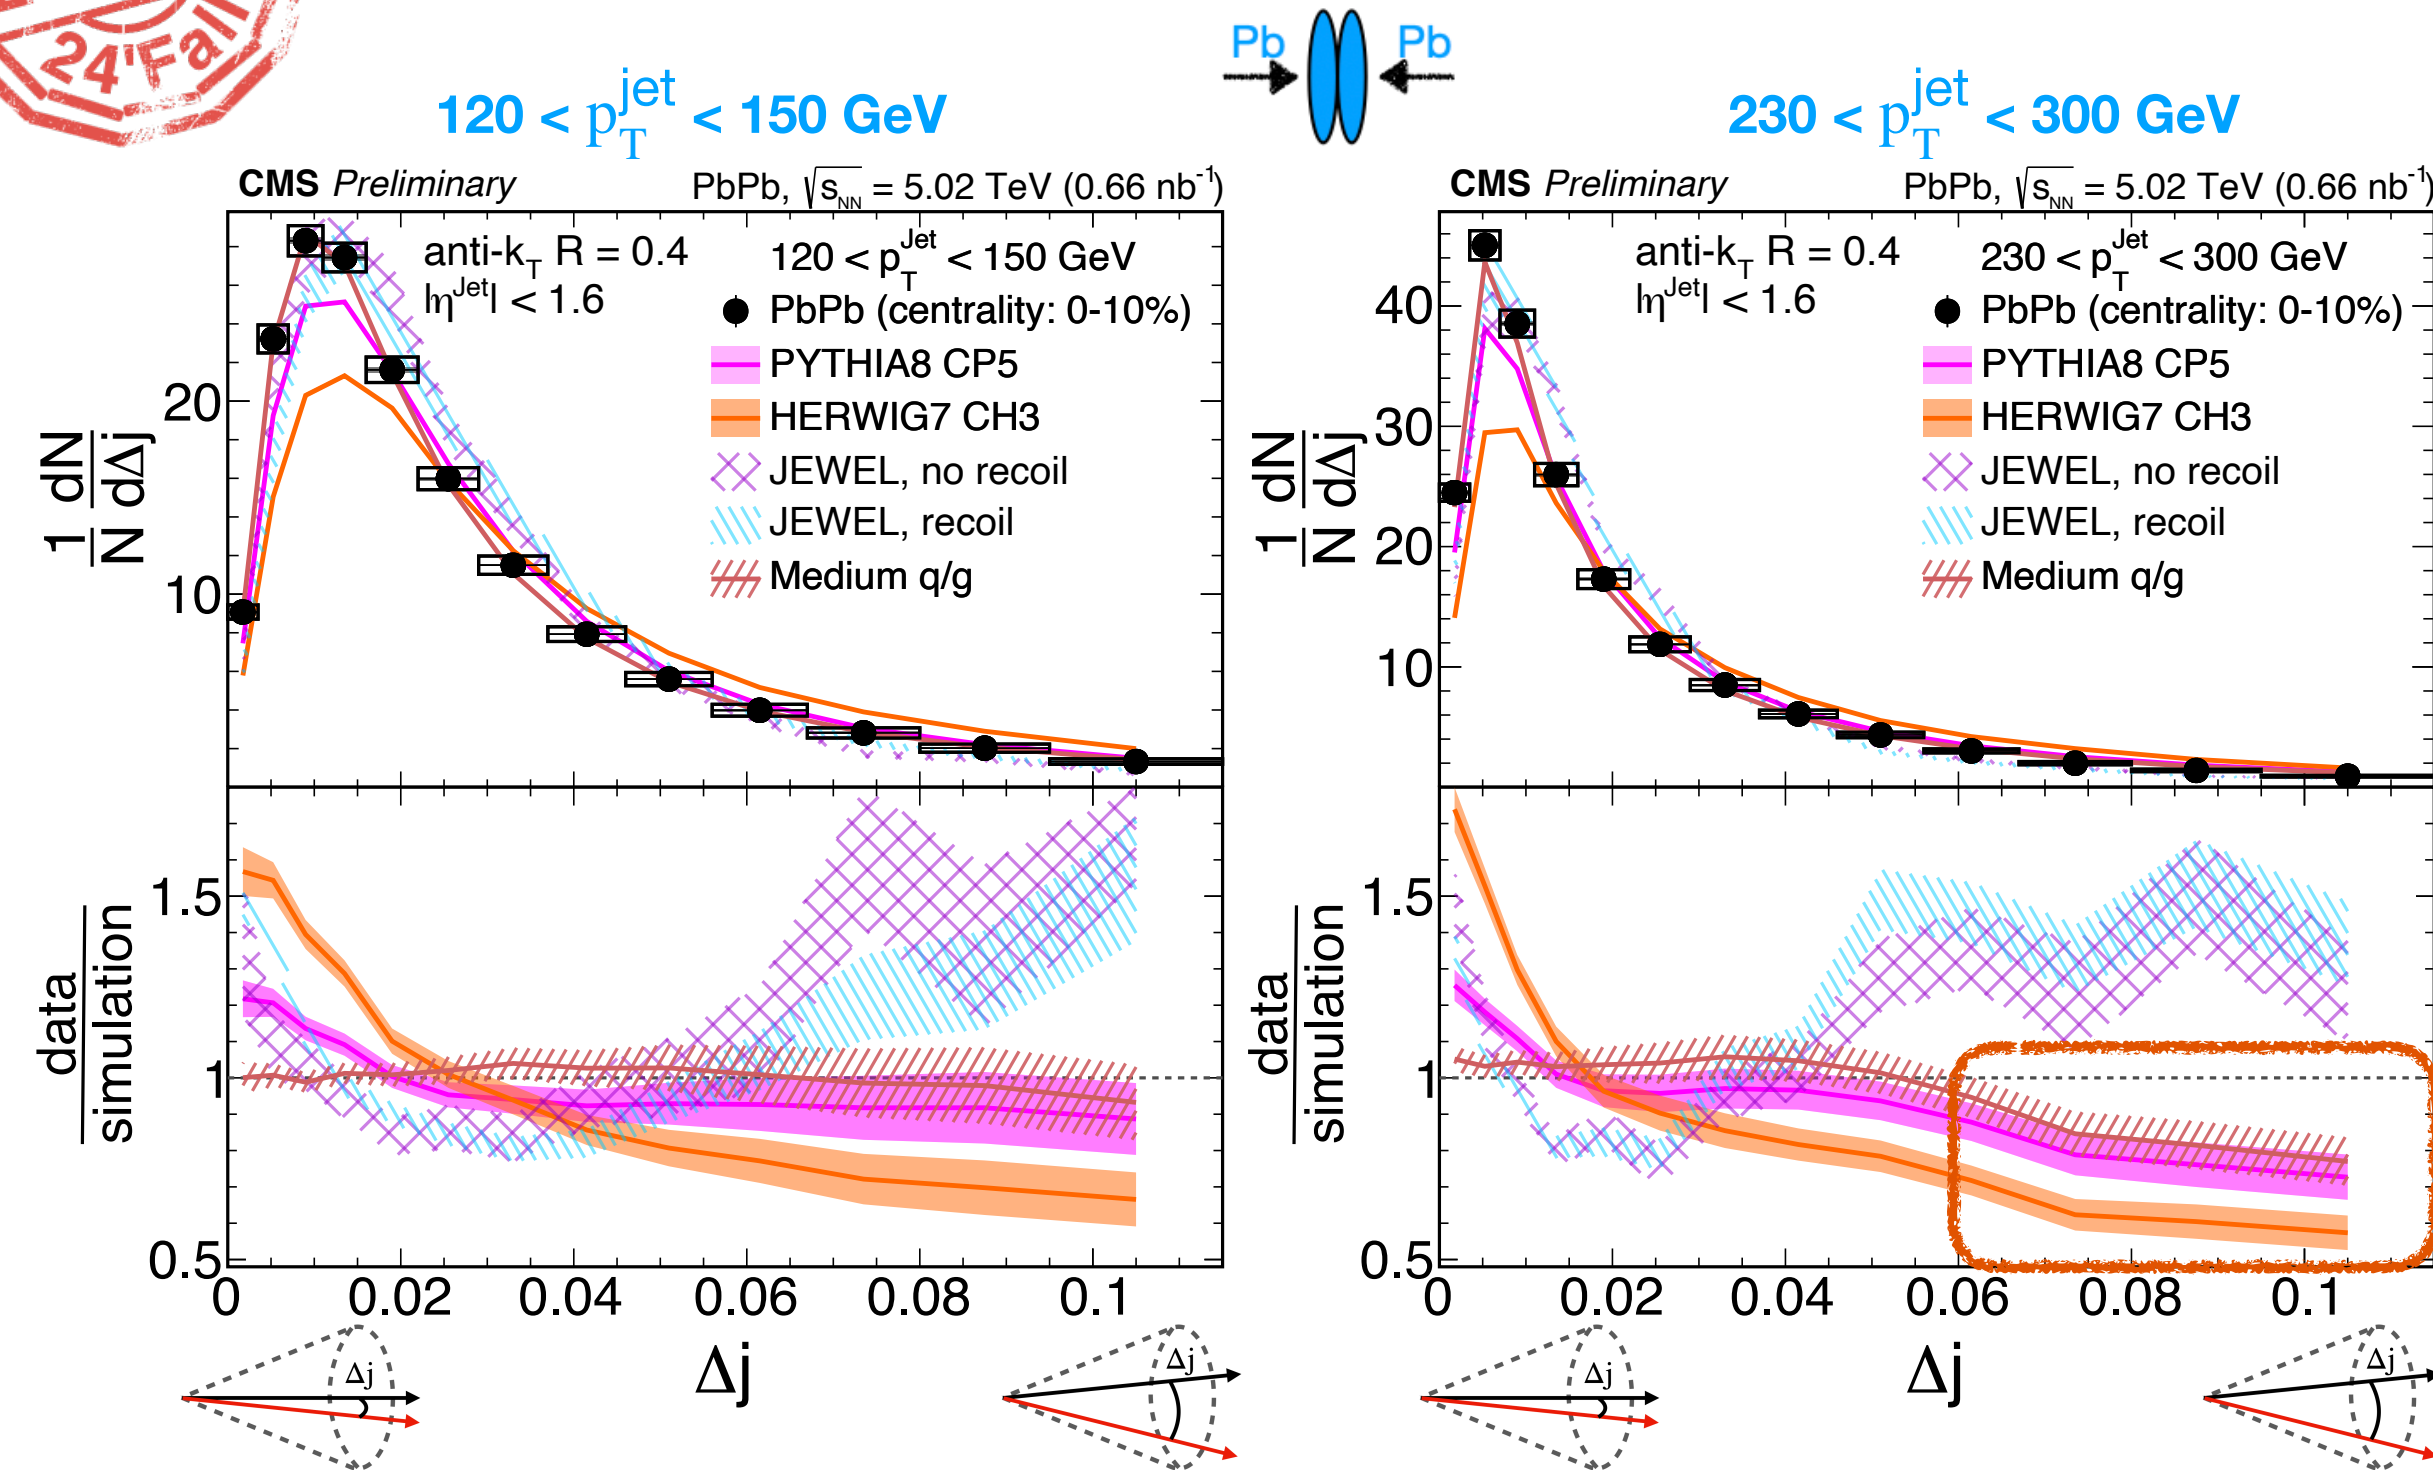 24'Fal
Pb Pb
120 < p_T^jet < 150 GeV
230 < p_T^jet < 300 GeV
CMS Preliminary
PbPb, √s_NN = 5.02 TeV (0.66 nb^-1)
anti-k_T R = 0.4
|η^Jet| < 1.6
120 < p_T^Jet < 150 GeV
PbPb (centrality: 0-10%)
PYTHIA8 CP5
HERWIG7 CH3
JEWEL, no recoil
JEWEL, recoil
Medium q/g
1/N dN/dΔj
20
10
data/simulation
1.5
1
0.5
0 0.02 0.04 0.06 0.08 0.1
Δj
Δj
Δj
CMS Preliminary
PbPb, √s_NN = 5.02 TeV (0.66 nb^-1)
anti-k_T R = 0.4
|η^Jet| < 1.6
230 < p_T^Jet < 300 GeV
PbPb (centrality: 0-10%)
PYTHIA8 CP5
HERWIG7 CH3
JEWEL, no recoil
JEWEL, recoil
Medium q/g
1/N dN/dΔj
40
30
20
10
data/simulation
1.5
1
0.5
0 0.02 0.04 0.06 0.08 0.1
Δj
Δj
Δj